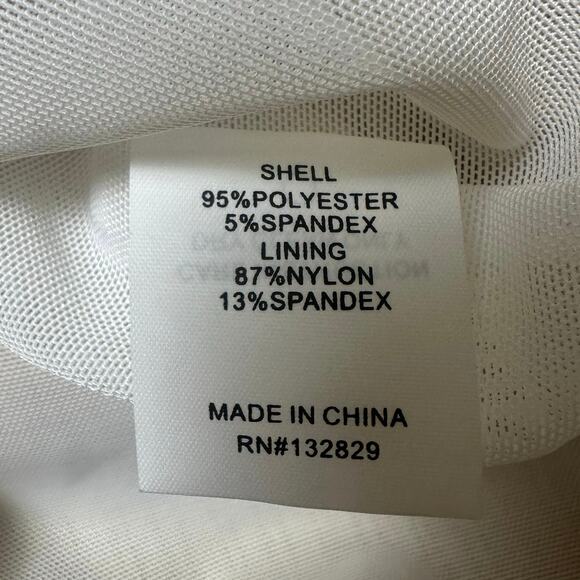 SHELL
95%POLYESTER
5%SPANDEX
LINING
87%NYLON
13%SPANDEX
MADE IN CHINA
RN#132829